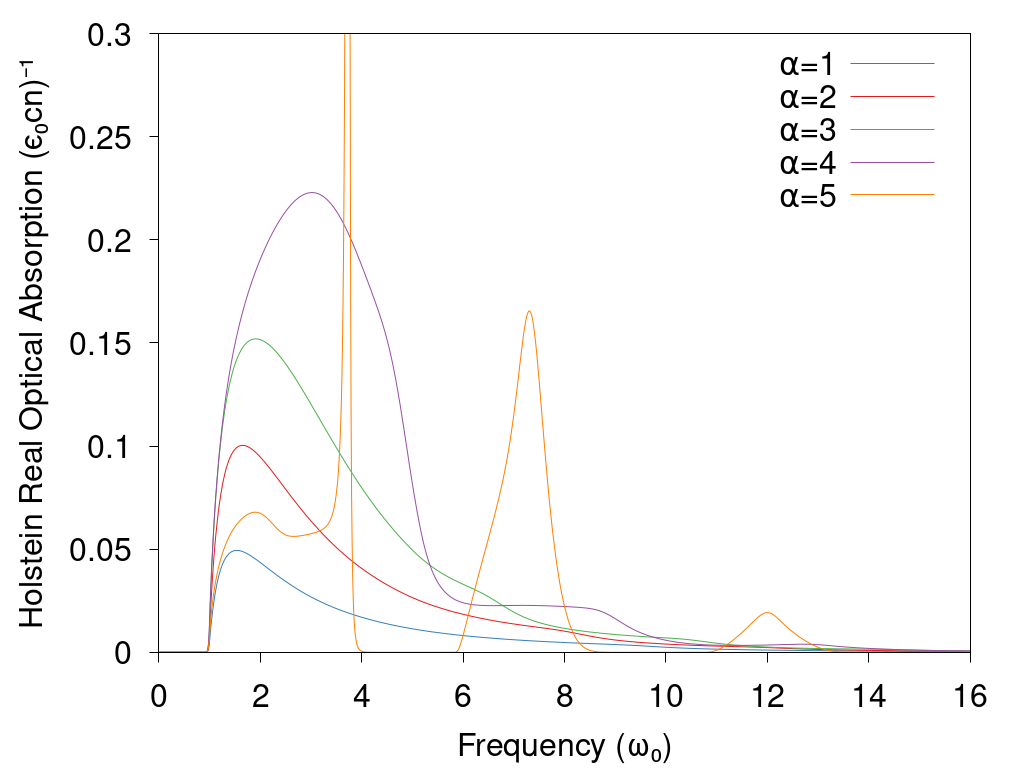 Holstein Real Optical Absorption (ϵ₀cn)⁻¹
0.3
0.25
0.2
0.15
0.1
0.05
0
α=1
α=2
α=3
α=4
α=5
0 2 4 6 8 10 12 14 16
Frequency (ω₀)